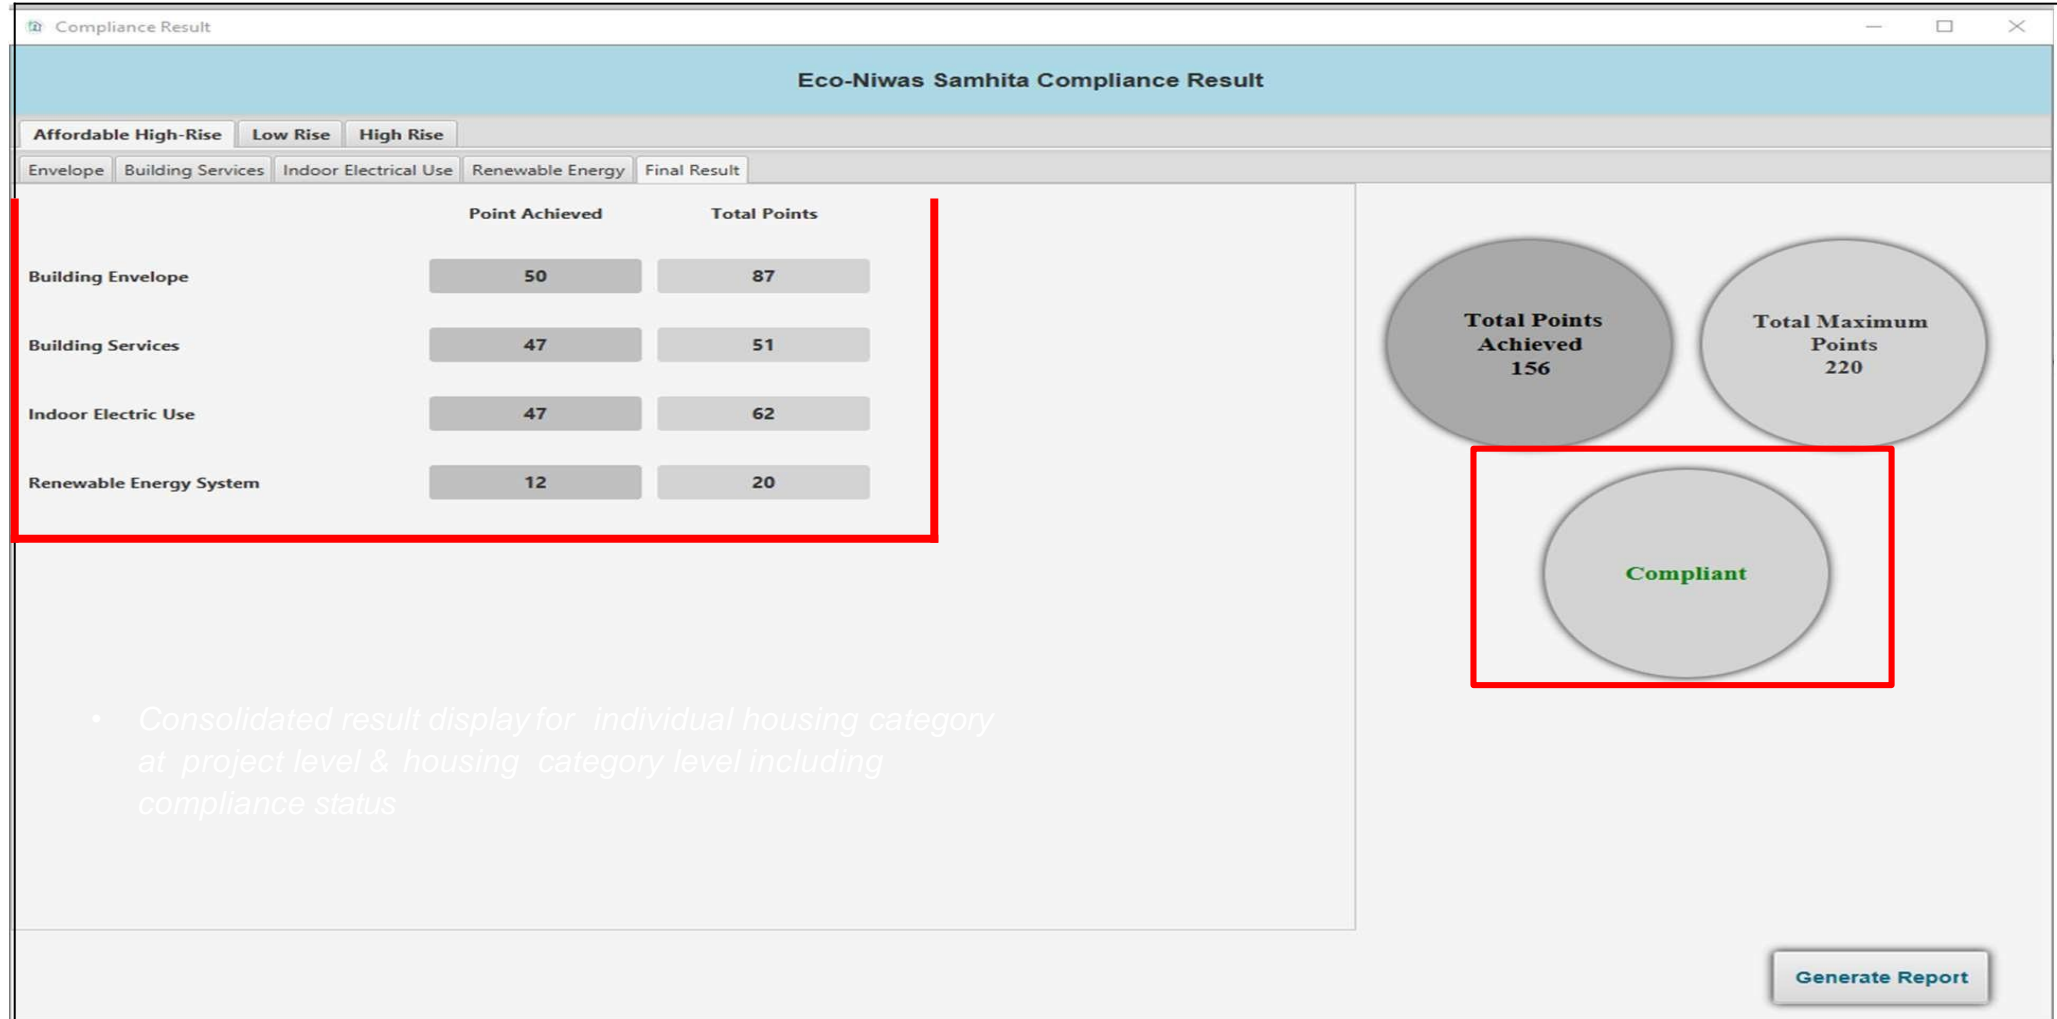 Compliance Result
Eco-Niwas Samhita Compliance Result
Affordable High-Rise Low Rise High Rise
Envelope Building Services Indoor Electrical Use Renewable Energy Final Result
Point Achieved Total Points
Building Envelope 50 87
Building Services 47 51
Indoor Electric Use 47 62
Renewable Energy System 12 20
Total Points
Achieved
156
Total Maximum
Points
220
Compliant
• Consolidated result display for individual housing category
at project level & housing category level including
compliance status
Generate Report